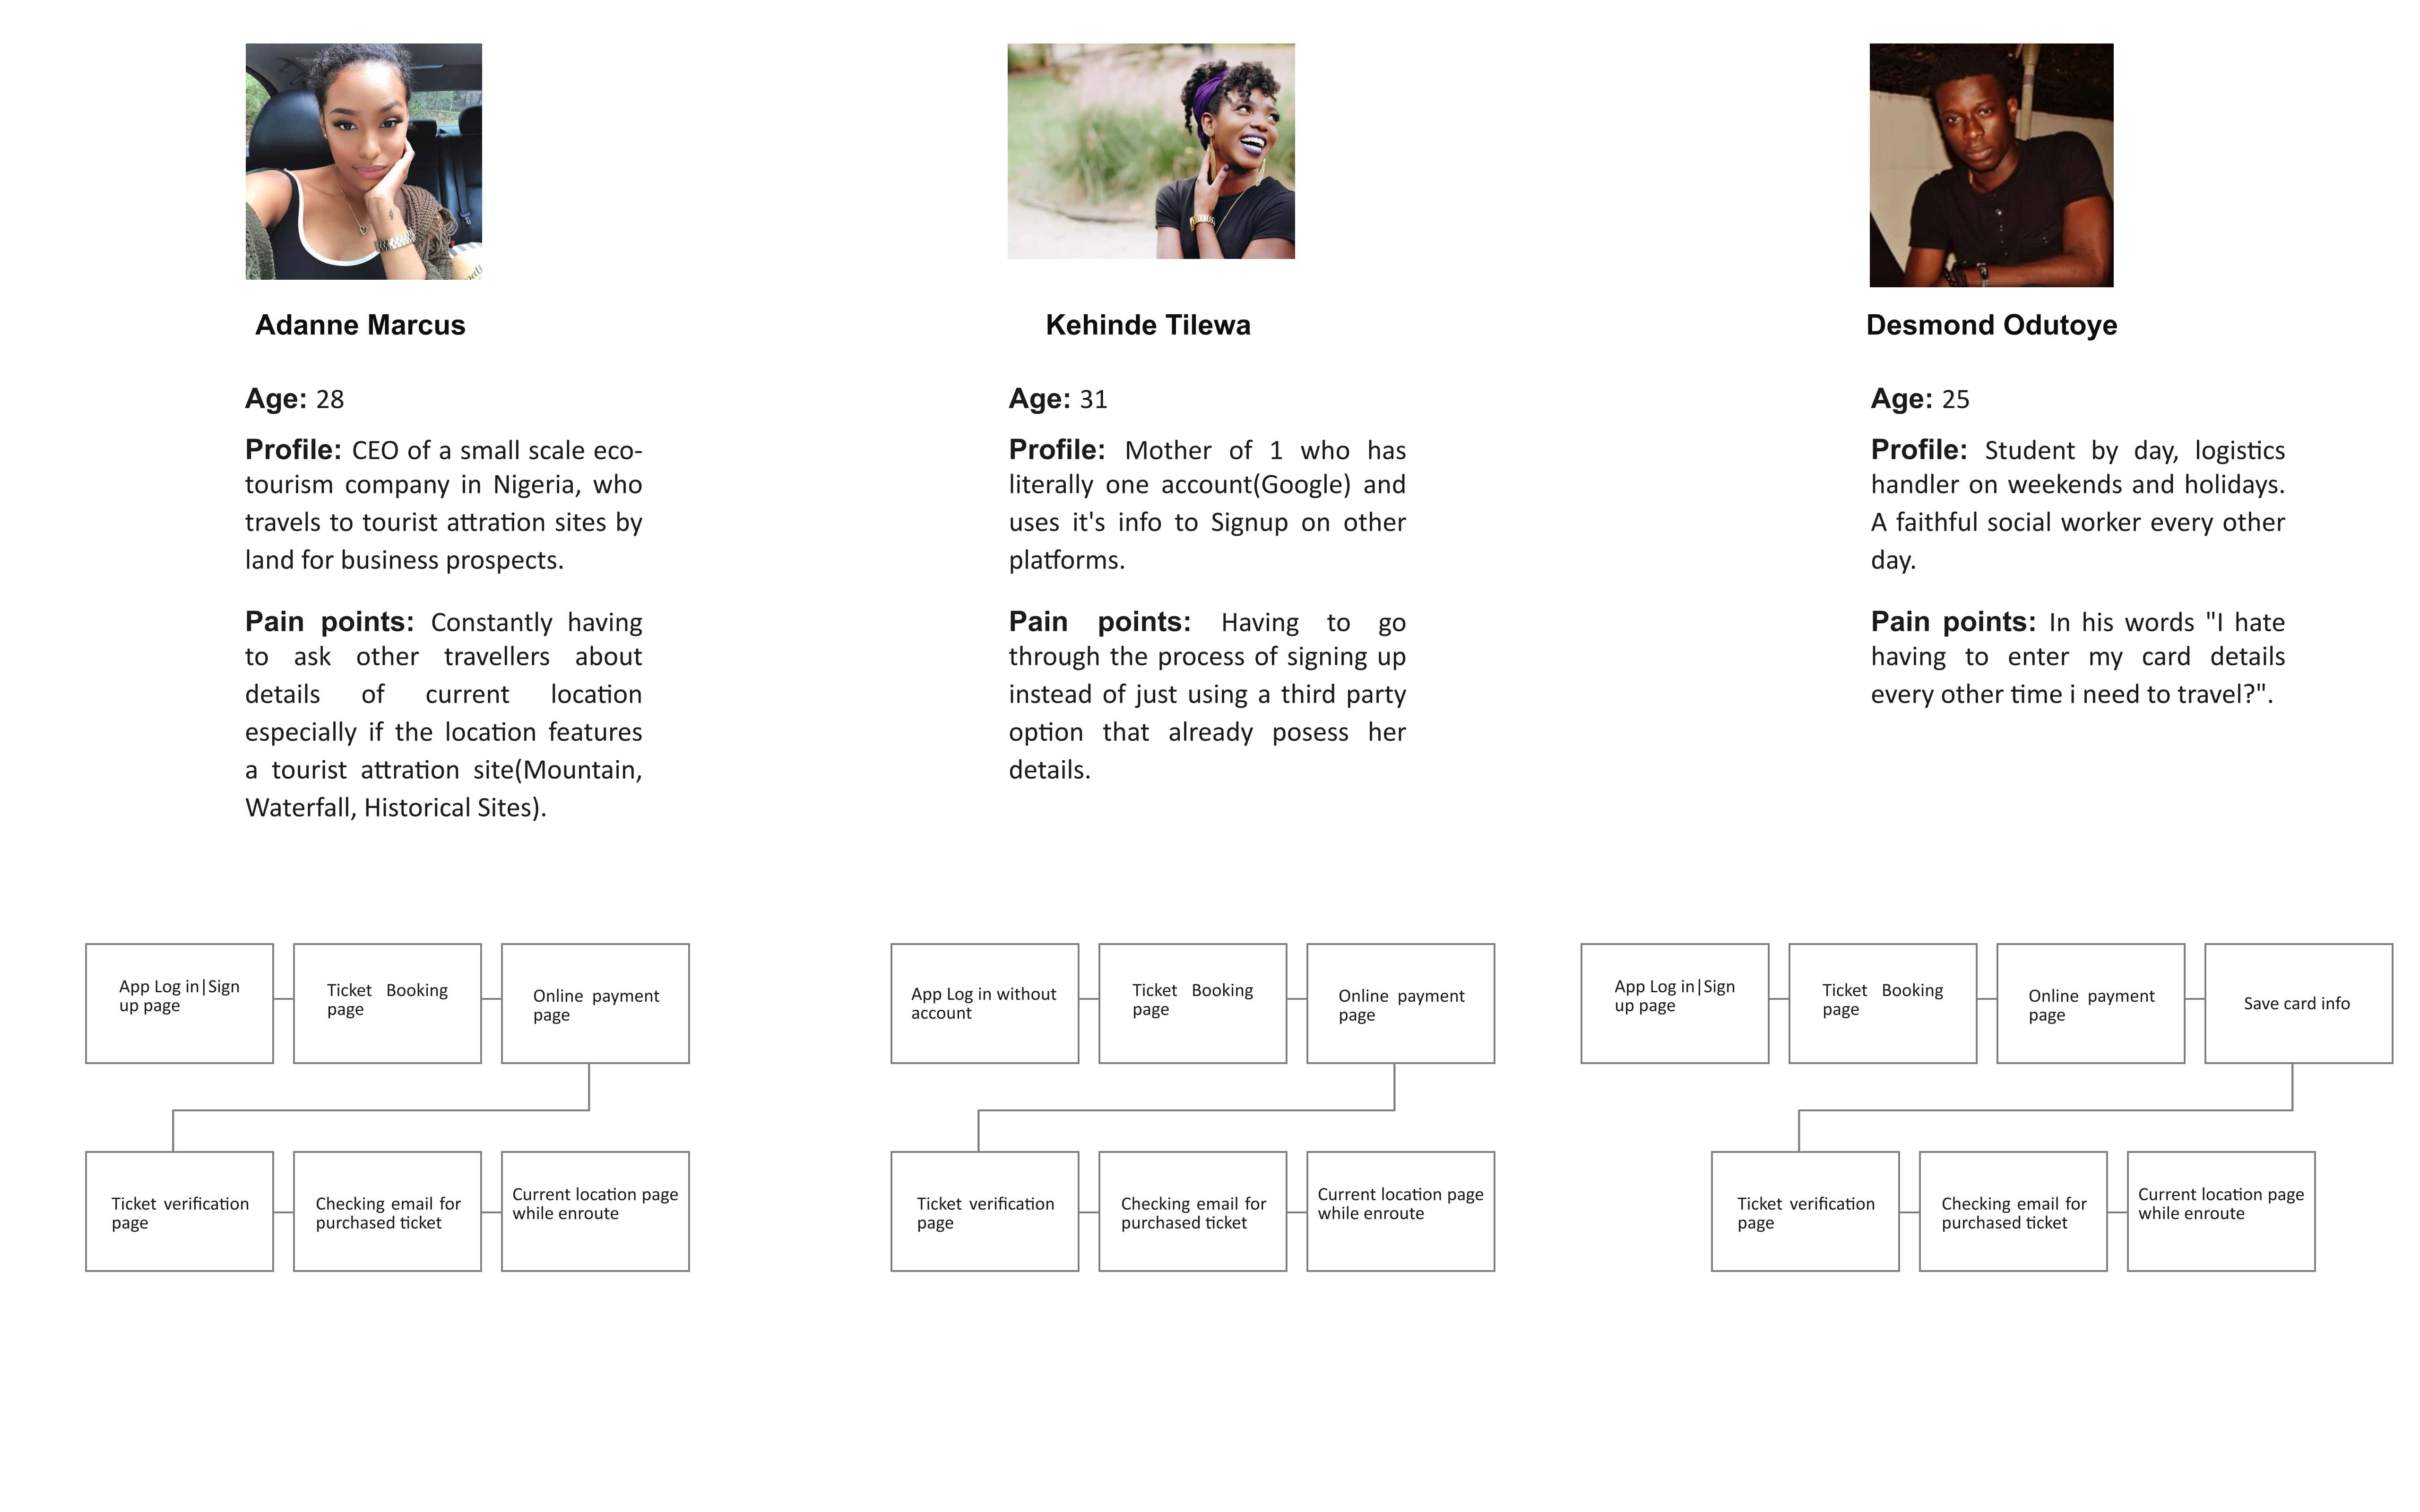 Adanne Marcus
Age: 28
Profile: CEO of a small scale eco-
tourism company in Nigeria, who
travels to tourist attration sites by
land for business prospects.
Pain points: Constantly having
to ask other travellers about
details of current location
especially if the location features
a tourist attration site(Mountain,
Waterfall, Historical Sites).
Kehinde Tilewa
Age: 31
Profile: Mother of 1 who has
literally one account(Google) and
uses it's info to Signup on other
platforms.
Pain points: Having to go
through the process of signing up
instead of just using a third party
option that already posess her
details.
Desmond Odutoye
Age: 25
Profile: Student by day, logistics
handler on weekends and holidays.
A faithful social worker every other
day.
Pain points: In his words "I hate
having to enter my card details
every other time i need to travel?".
App Log in|Sign
up page
Ticket Booking
page
Online payment
page
Ticket verification
page
Checking email for
purchased ticket
Current location page
while enroute
App Log in without
account
Ticket Booking
page
Online payment
page
Ticket verification
page
Checking email for
purchased ticket
Current location page
while enroute
App Log in|Sign
up page
Ticket Booking
page
Online payment
page
Save card info
Ticket verification
page
Checking email for
purchased ticket
Current location page
while enroute